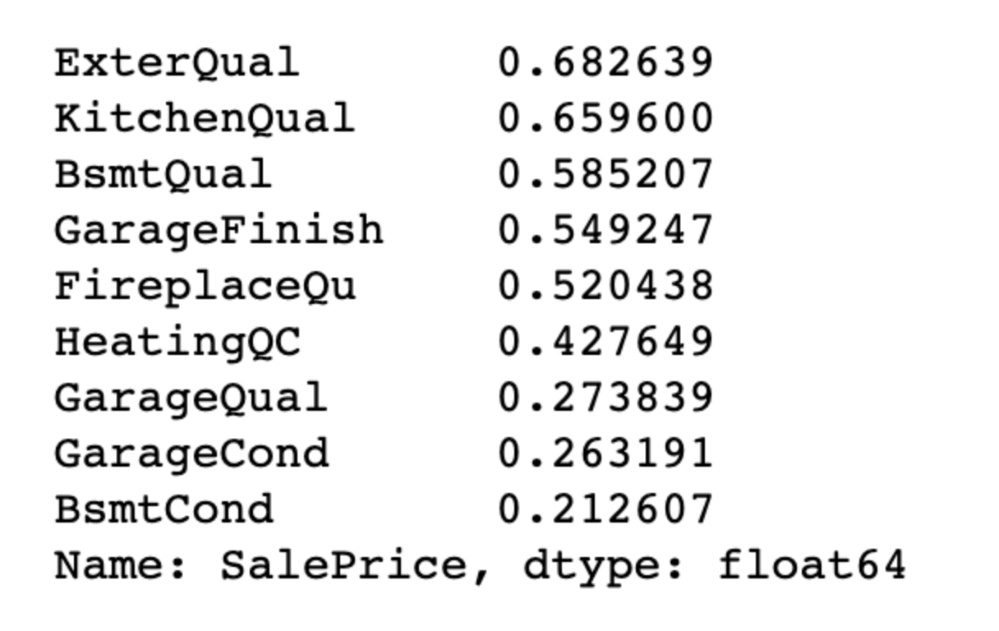 ExterQual 0.682639
KitchenQual 0.659600
BsmtQual 0.585207
GarageFinish 0.549247
FireplaceQu 0.520438
HeatingQC 0.427649
GarageQual 0.273839
GarageCond 0.263191
BsmtCond 0.212607
Name: SalePrice, dtype: float64